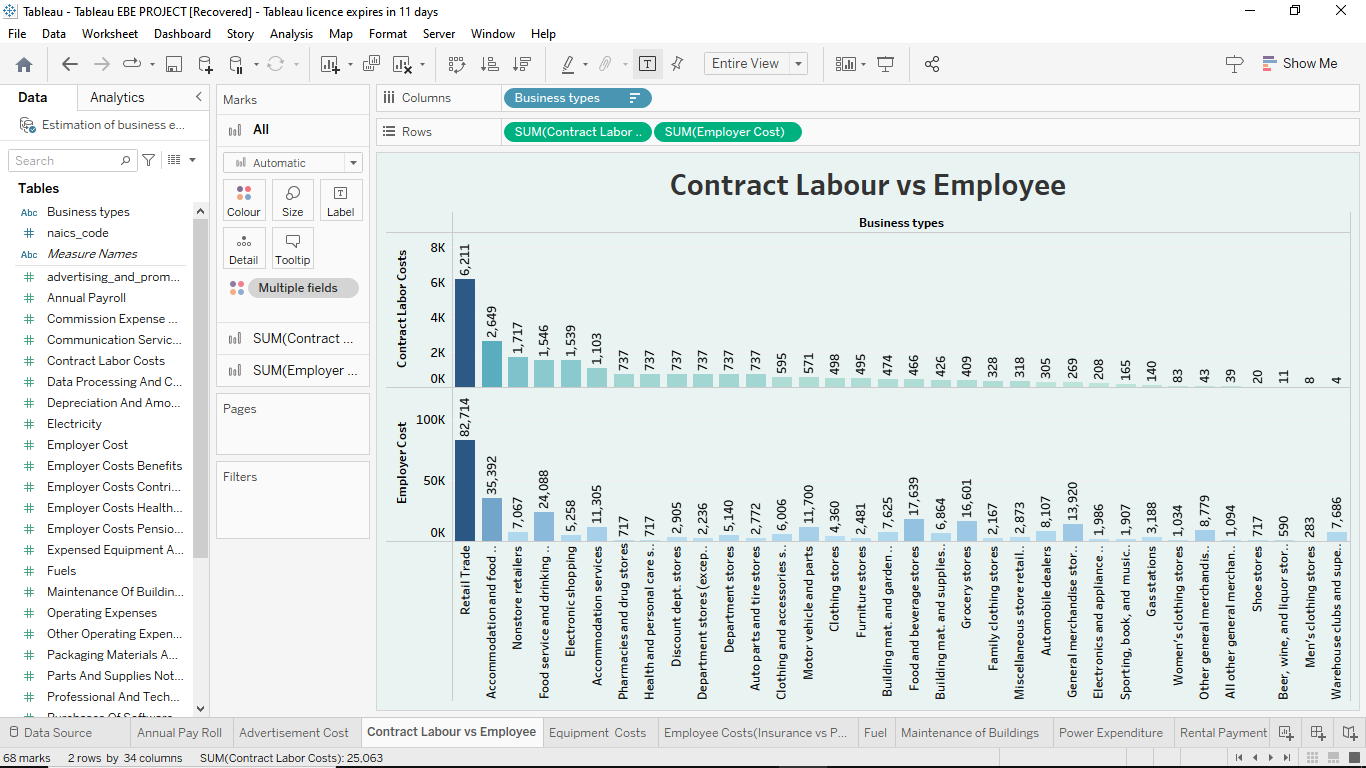 Tableau - Tableau EBE PROJECT [Recovered] - Tableau licence expires in 11 days
File Data Worksheet Dashboard Story Analysis Map Format Server Window Help
Entire View
Show Me
Data Analytics
Estimation of business e...
Search
Tables
Abc Business types
# naics_code
Abc Measure Names
# advertising_and_prom...
# Annual Payroll
# Commission Expense ...
# Communication Servic...
# Contract Labor Costs
# Data Processing And C...
# Depreciation And Amo...
# Electricity
# Employer Cost
# Employer Costs Benefits
# Employer Costs Contri...
# Employer Costs Health...
# Employer Costs Pensio...
# Expensed Equipment A...
# Fuels
# Maintenance Of Buildin...
# Operating Expenses
# Other Operating Expen...
# Packaging Materials A...
# Parts And Supplies Not...
# Professional And Tech...
# Purchase Of Software
Marks
All
Automatic
Colour Size Label
Detail Tooltip
Multiple fields
SUM(Contract ...
SUM(Employer ...
Pages
Filters
Columns Business types
Rows SUM(Contract Labor .. SUM(Employer Cost)
Contract Labour vs Employee
Business types
Contract Labor Costs
8K
6K
4K
2K
0K
6,211 2,649 1,717 1,546 1,539 1,103 737 737 737 737 737 737 595 571 498 495 474 466 426 409 328 318 305 269 208 165 140 83 43 39 20 11 8 4
Employer Cost
100K
50K
0K
82,714 35,392 7,067 24,088 5,258 11,305 717 717 2,905 2,236 5,140 2,772 6,006 11,700 4,360 2,481 7,625 17,639 6,864 16,601 2,167 2,873 8,107 13,920 1,986 1,907 3,188 1,034 8,779 1,094 717 590 283 7,686
Retail Trade
Accommodation and food ..
Nonstore retailers
Food service and drinking ..
Electronic shopping
Accommodation services
Pharmacies and drug stores
Health and personal care s..
Discount dept. stores
Department stores (excep..
Department stores
Auto parts and tire stores
Clothing and accessories s..
Motor vehicle and parts
Clothing stores
Furniture stores
Building mat. and garden ..
Food and beverage stores
Building mat. and supplies..
Grocery stores
Family clothing stores
Miscellaneous store retail..
Automobile dealers
General merchandise stor..
Electronics and appliance ..
Sporting, book, and music..
Gas stations
Women's clothing stores
Other general merchandis..
All other general merchan..
Shoe stores
Beer, wine, and liquor stor..
Men's clothing stores
Warehouse clubs and supe..
Data Source Annual Pay Roll Advertisement Cost Contract Labour vs Employee Equipment Costs Employee Costs(Insurance vs P... Fuel Maintenance of Buildings Power Expenditure Rental Payment
68 marks 2 rows by 34 columns SUM(Contract Labor Costs): 25,063